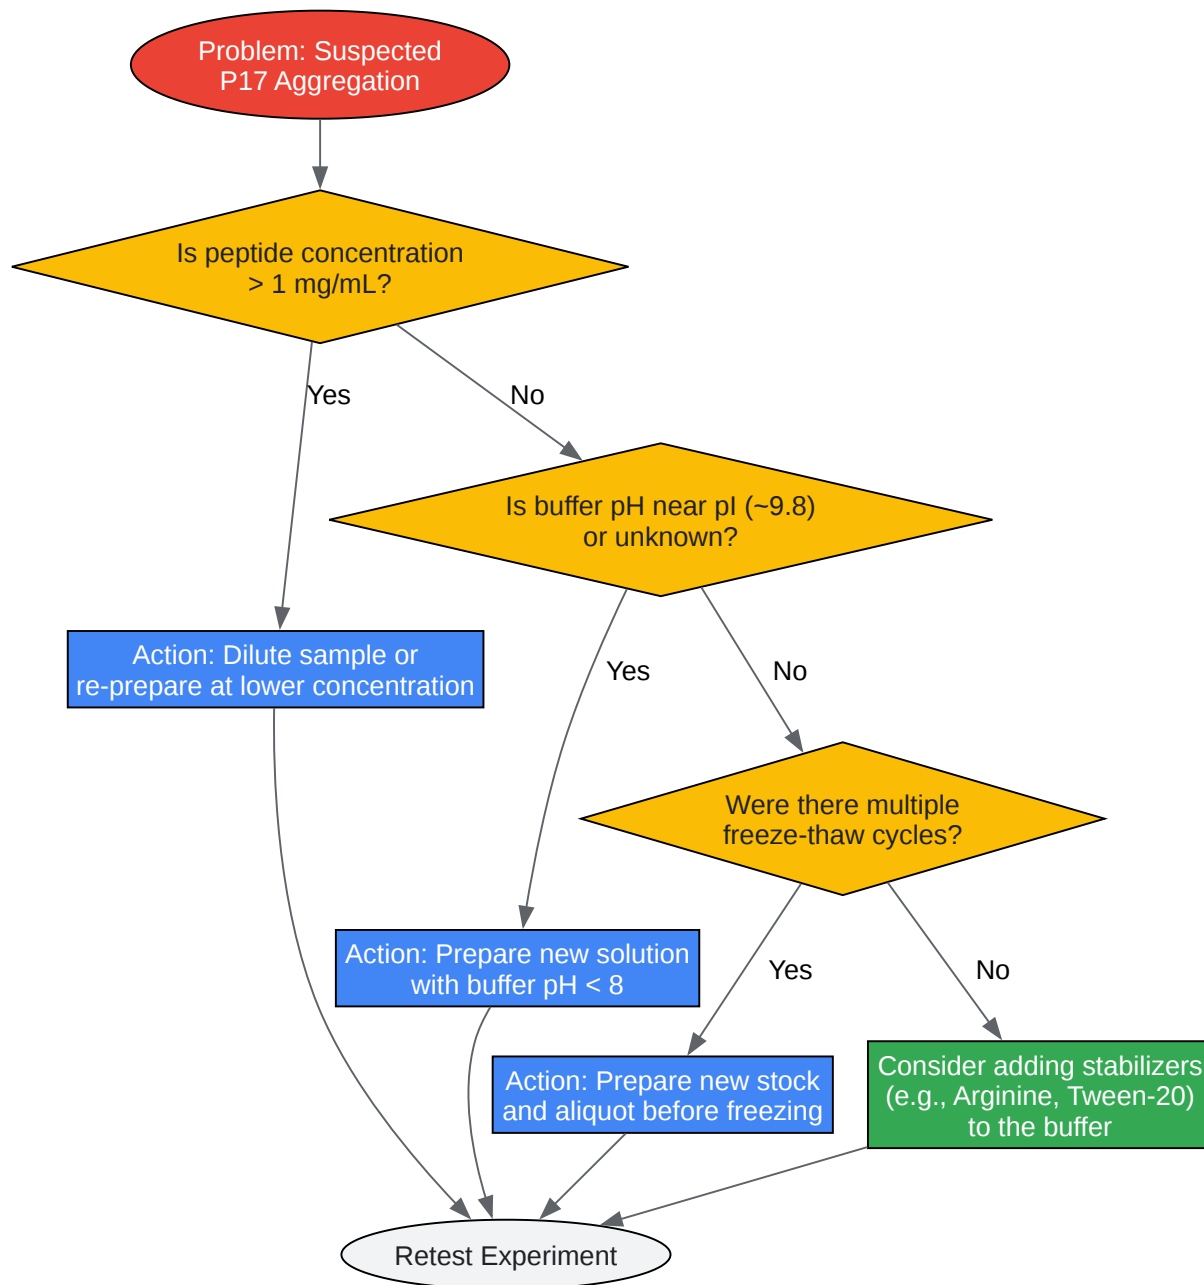 Problem: Suspected
P17 Aggregation
Is peptide concentration
> 1 mg/mL?
Yes
No
Is buffer pH near pI (~9.8)
or unknown?
Action: Dilute sample or
re-prepare at lower concentration
Yes
No
Were there multiple
freeze-thaw cycles?
Action: Prepare new solution
with buffer pH < 8
Yes
No
Action: Prepare new stock
and aliquot before freezing
Consider adding stabilizers
(e.g., Arginine, Tween-20)
to the buffer
Retest Experiment